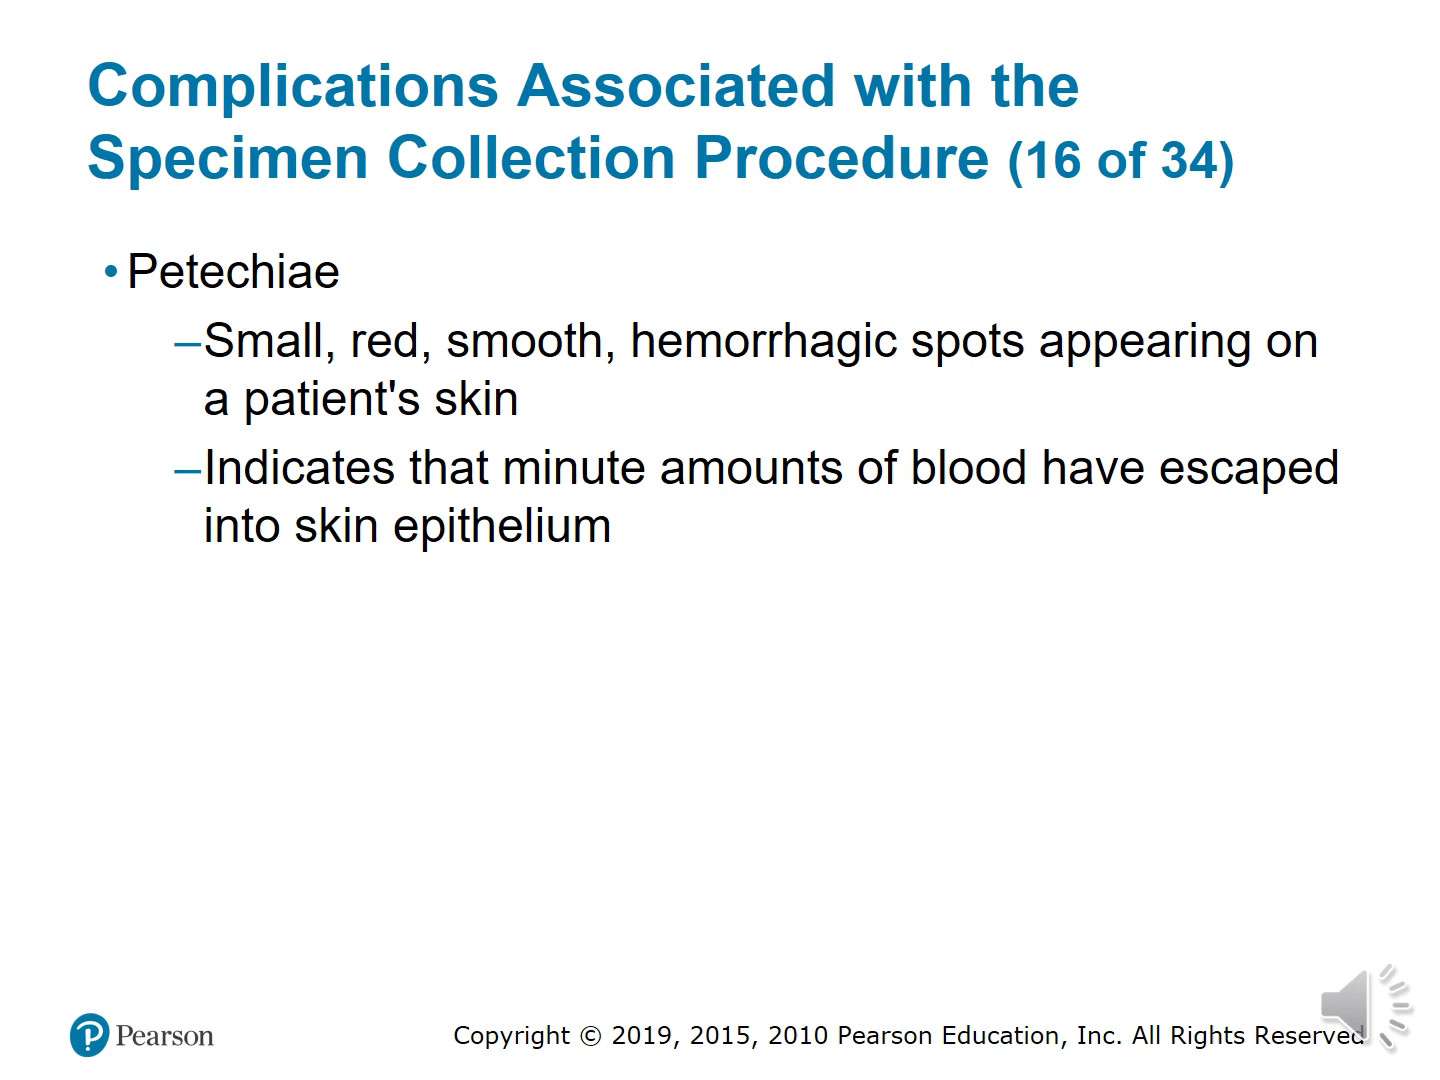 Complications Associated with the
Specimen Collection Procedure (16 of 34)
• Petechiae
–Small, red, smooth, hemorrhagic spots appearing on
a patient's skin
–Indicates that minute amounts of blood have escaped
into skin epithelium
Pearson
Copyright © 2019, 2015, 2010 Pearson Education, Inc. All Rights Reserved